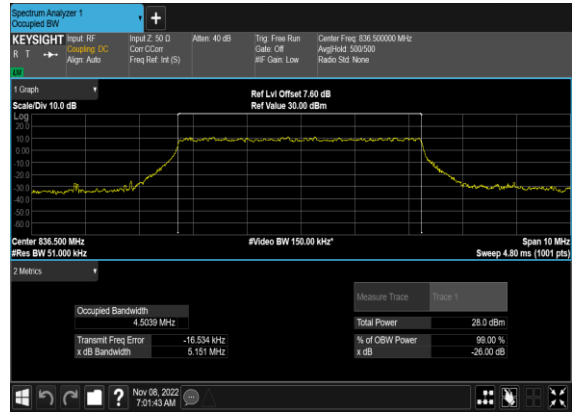 Spectrum Analyzer 1
Occupied BW
KEYSIGHT Input: RF Input Z: 50 Ω Atten: 40 dB Trig: Free Run Center Freq: 836.500000 MHz
R T Coupling: DC Corr CCorr Gate: Off Avg|Hold: 500/500
Align: Auto Freq Ref: Int (S) #IF Gain: Low Radio Std: None
1 Graph
Ref Lvl Offset 7.60 dB
Scale/Div 10.0 dB Ref Value 30.00 dBm
Log
20.0
10.0
0.00
-10.0
-20.0
-30.0
-40.0
-50.0
-60.0
Center 836.500 MHz #Video BW 150.00 kHz* Span 10 MHz
#Res BW 51.000 kHz Sweep 4.80 ms (1001 pts)
2 Metrics
Measure Trace Trace 1
Occupied Bandwidth
4.5039 MHz Total Power 28.0 dBm
Transmit Freq Error -16.534 kHz % of OBW Power 99.00 %
x dB Bandwidth 5.151 MHz x dB -26.00 dB
? Nov 08, 2022
7:01:43 AM